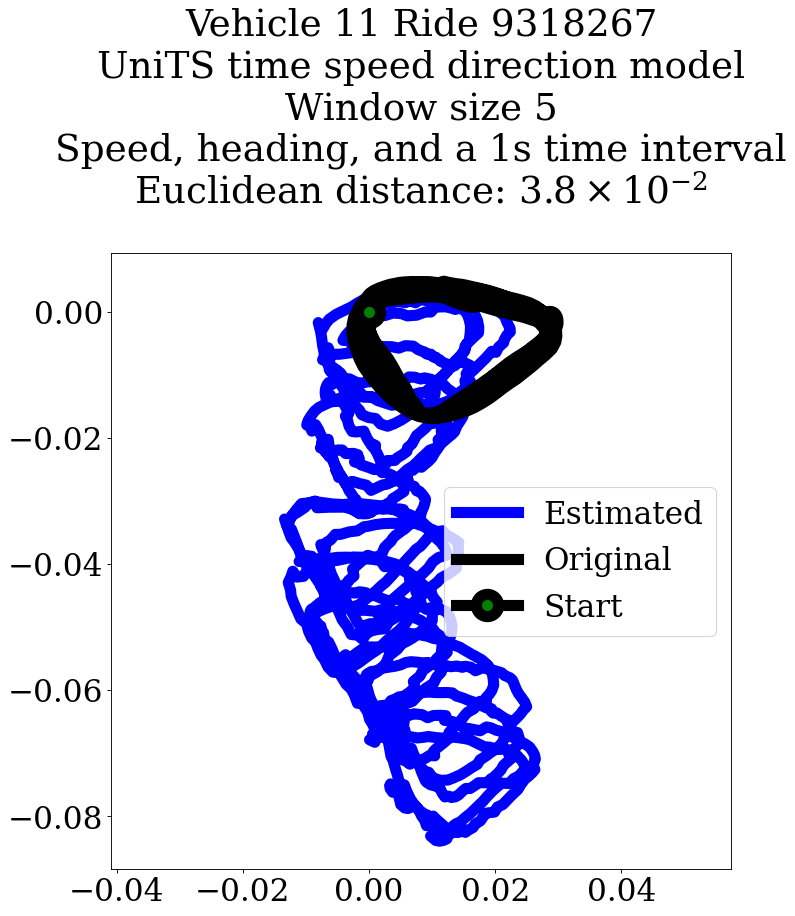 Vehicle 11 Ride 9318267
UniTS time speed direction model
Window size 5
Speed, heading, and a 1s time interval
Euclidean distance: 3.8 × 10⁻²
0.00
−0.02
−0.04
−0.06
−0.08
Estimated
Original
Start
−0.04 −0.02 0.00 0.02 0.04